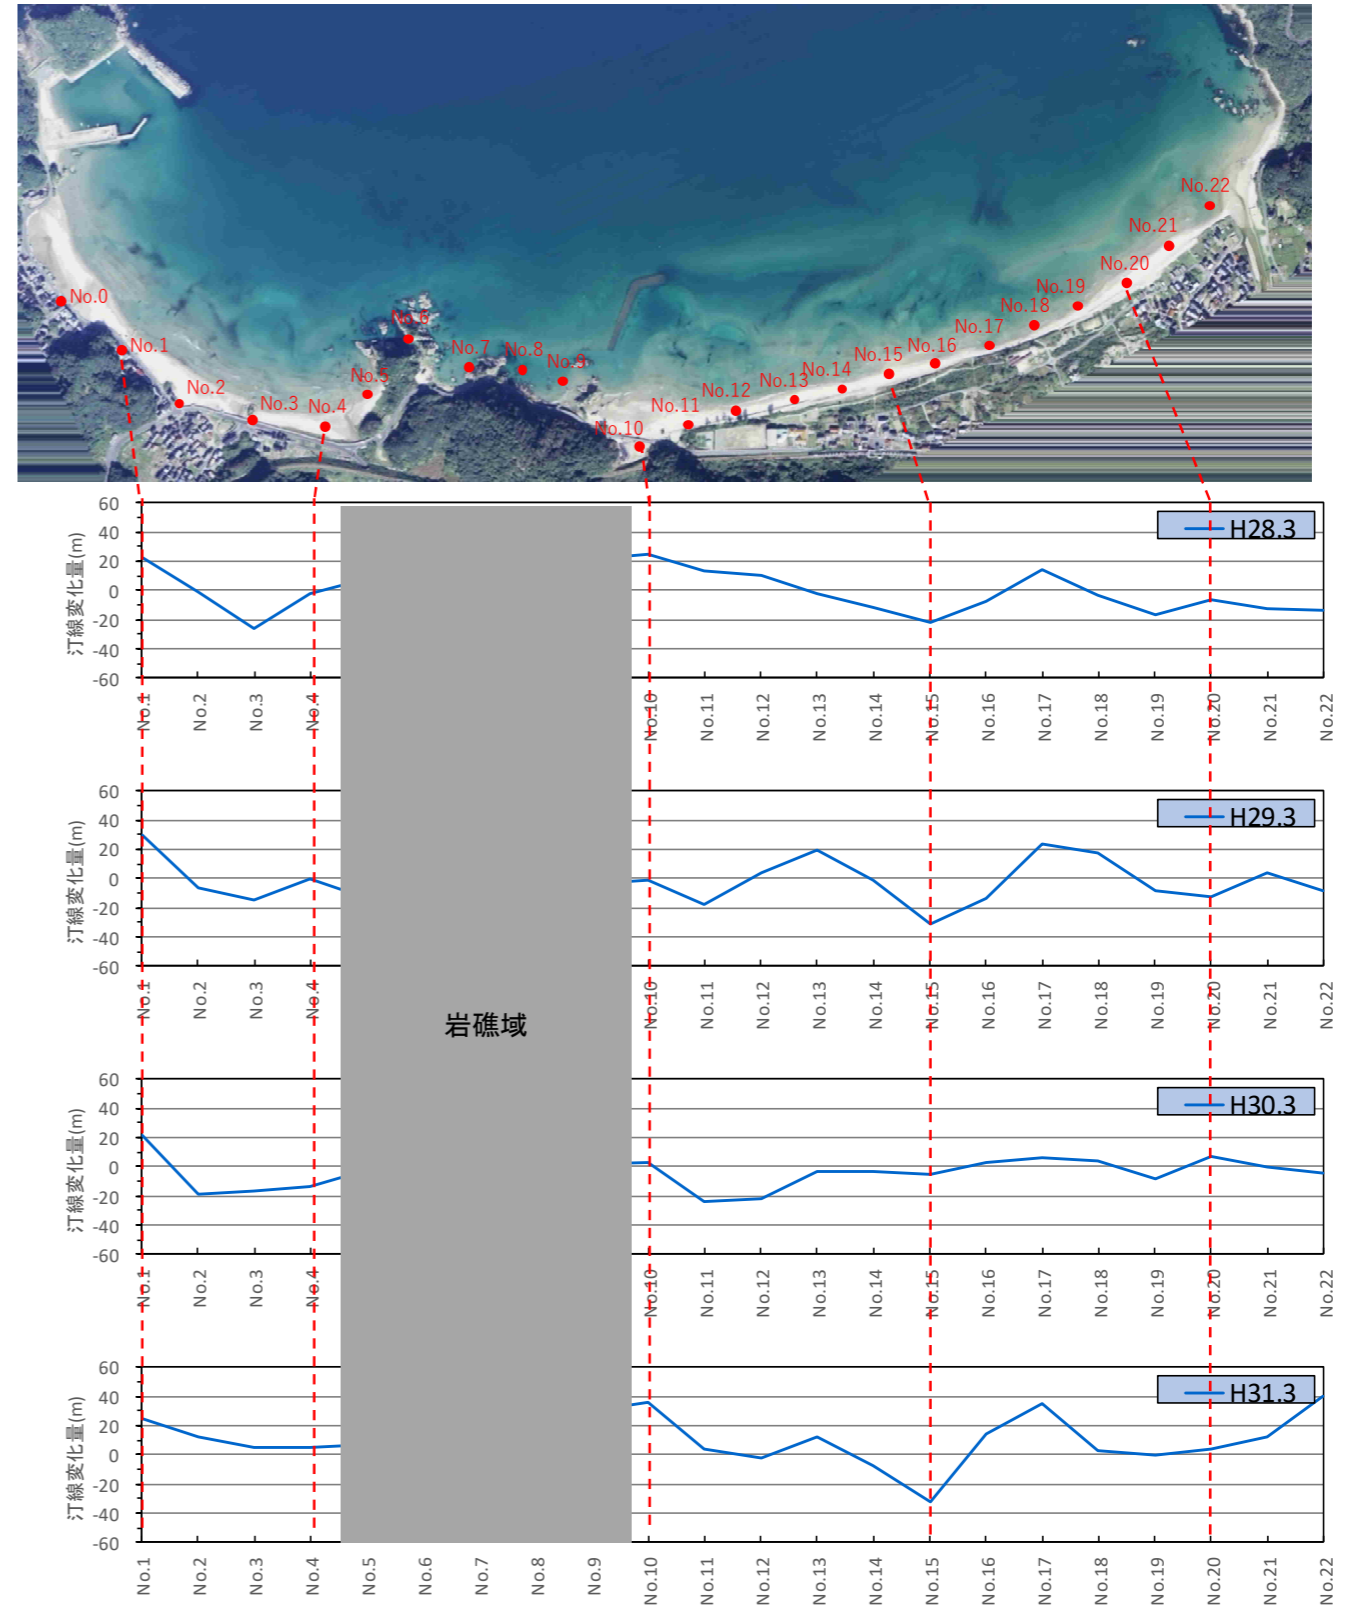 No.22
No.21
No.20
No.19
No.18
No.17
No.16
No.15
No.14
No.13
No.12
No.11
No.10
No.9
No.8
No.7
No.6
No.5
No.4
No.3
No.2
No.1
No.0
汀線変化量(m)
60
40
20
0
-20
-40
-60
H28.3
No.1 No.2 No.3 No.4 No.10 No.11 No.12 No.13 No.14 No.15 No.16 No.17 No.18 No.19 No.20 No.21 No.22
汀線変化量(m)
60
40
20
0
-20
-40
-60
H29.3
No.1 No.2 No.3 No.4 No.10 No.11 No.12 No.13 No.14 No.15 No.16 No.17 No.18 No.19 No.20 No.21 No.22
岩礁域
汀線変化量(m)
60
40
20
0
-20
-40
-60
H30.3
No.1 No.2 No.3 No.4 No.10 No.11 No.12 No.13 No.14 No.15 No.16 No.17 No.18 No.19 No.20 No.21 No.22
汀線変化量(m)
60
40
20
0
-20
-40
-60
H31.3
No.1 No.2 No.3 No.4 No.5 No.6 No.7 No.8 No.9 No.10 No.11 No.12 No.13 No.14 No.15 No.16 No.17 No.18 No.19 No.20 No.21 No.22